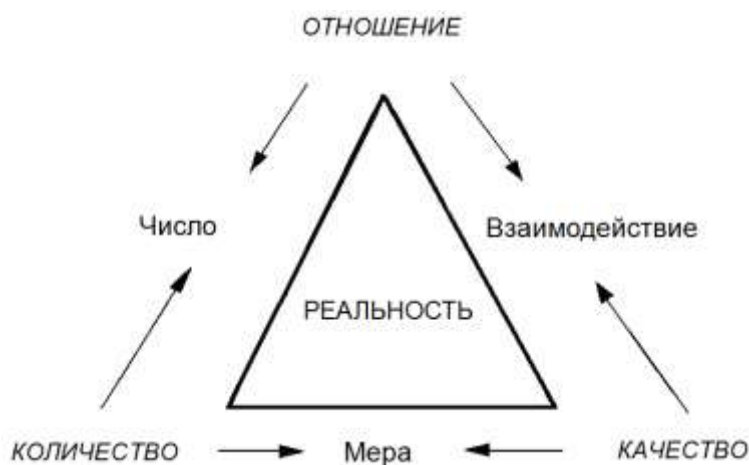 ОТНОШЕНИЕ
Число
Взаимодействие
РЕАЛЬНОСТЬ
КОЛИЧЕСТВО
Мера
КАЧЕСТВО